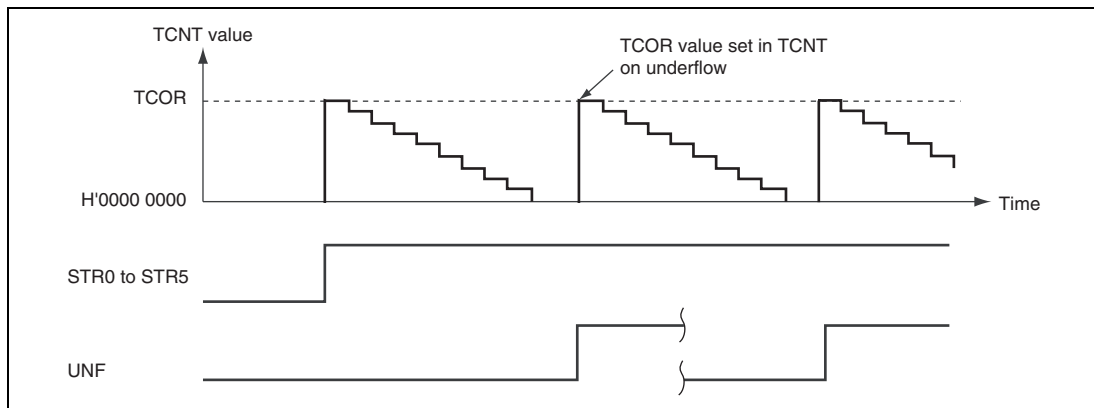 TCNT value
TCOR value set in TCNT
on underflow
TCOR
H'0000 0000
Time
STR0 to STR5
UNF